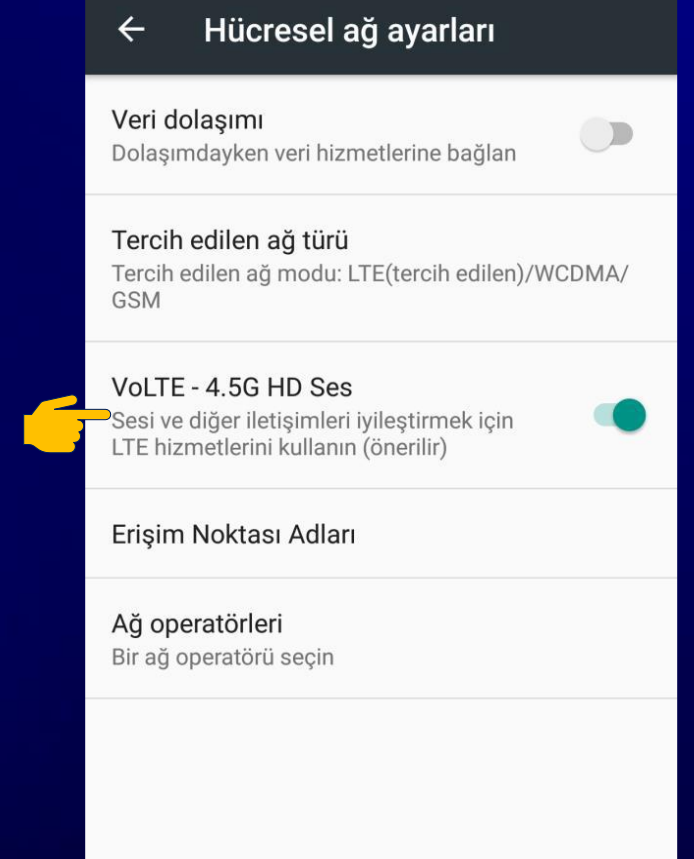 Hücresel ağ ayarları
Veri dolaşımı
Dolaşımdayken veri hizmetlerine bağlan
Tercih edilen ağ türü
Tercih edilen ağ modu: LTE(tercih edilen)/WCDMA/
GSM
VoLTE - 4.5G HD Ses
Sesi ve diğer iletişimleri iyileştirmek için
LTE hizmetlerini kullanın (önerilir)
Erişim Noktası Adları
Ağ operatörleri
Bir ağ operatörü seçin